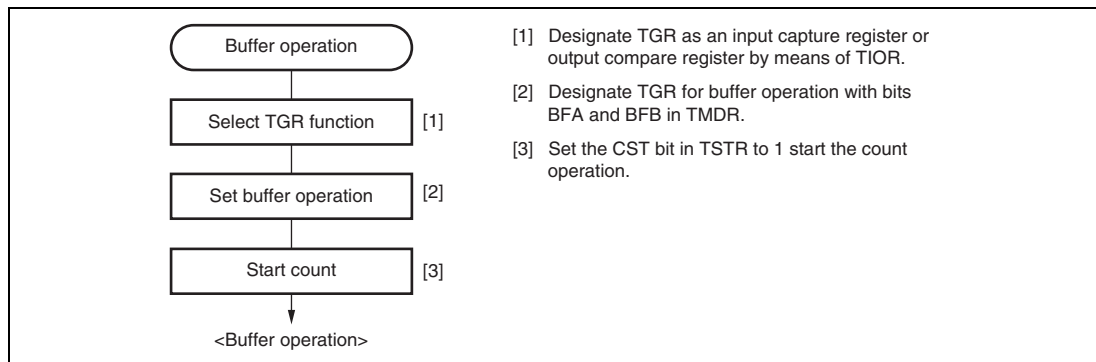 Buffer operation
Select TGR function
[1]
Set buffer operation
[2]
Start count
[3]
<Buffer operation>
[1] Designate TGR as an input capture register or
output compare register by means of TIOR.
[2] Designate TGR for buffer operation with bits
BFA and BFB in TMDR.
[3] Set the CST bit in TSTR to 1 start the count
operation.